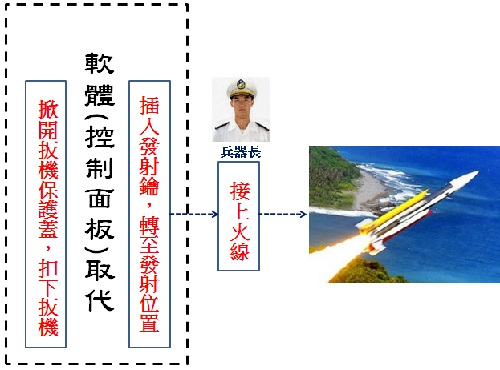 掀開扳機保護蓋，扣下扳機
軟體(控制面板)取代
插入發射鑰，轉至發射位置
兵器長
接上火線